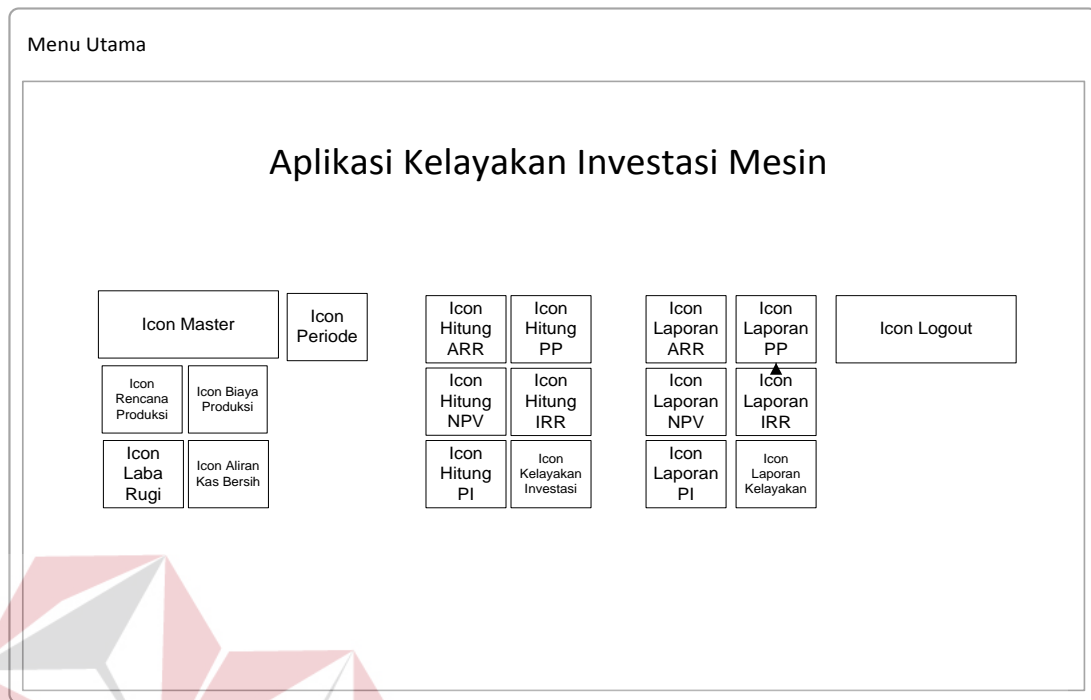 Menu Utama
Aplikasi Kelayakan Investasi Mesin
Icon Master
Icon
Periode
Icon
Rencana
Produksi
Icon Biaya
Produksi
Icon
Laba
Rugi
Icon Aliran
Kas Bersih
Icon
Hitung
ARR
Icon
Hitung
PP
Icon
Hitung
NPV
Icon
Hitung
IRR
Icon
Hitung
PI
Icon
Kelayakan
Investasi
Icon
Laporan
ARR
Icon
Laporan
PP
Icon
Laporan
NPV
Icon
Laporan
IRR
Icon
Laporan
PI
Icon
Laporan
Kelayakan
Icon Logout